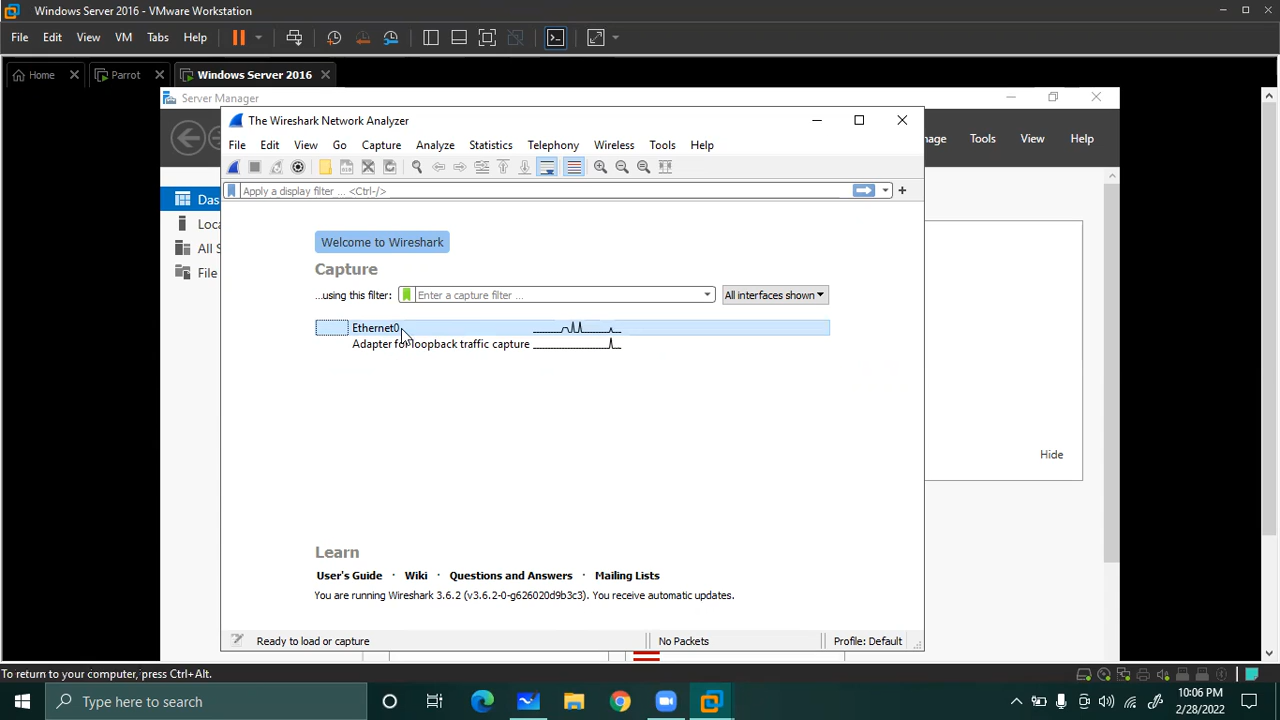 Windows Server 2016 - VMware Workstation
File Edit View VM Tabs Help
Home Parrot Windows Server 2016
Server Manager
The Wireshark Network Analyzer
File Edit View Go Capture Analyze Statistics Telephony Wireless Tools Help
nage Tools View Help
Apply a display filter ... <Ctrl-/>
Das
Loca
All S
File
Welcome to Wireshark
Capture
...using this filter: Enter a capture filter ... All interfaces shown
Ethernet0
Adapter for loopback traffic capture
Hide
Learn
User's Guide · Wiki · Questions and Answers · Mailing Lists
You are running Wireshark 3.6.2 (v3.6.2-0-g626020d9b3c3). You receive automatic updates.
Ready to load or capture No Packets Profile: Default
To return to your computer, press Ctrl+Alt.
Type here to search
10:06 PM
2/28/2022